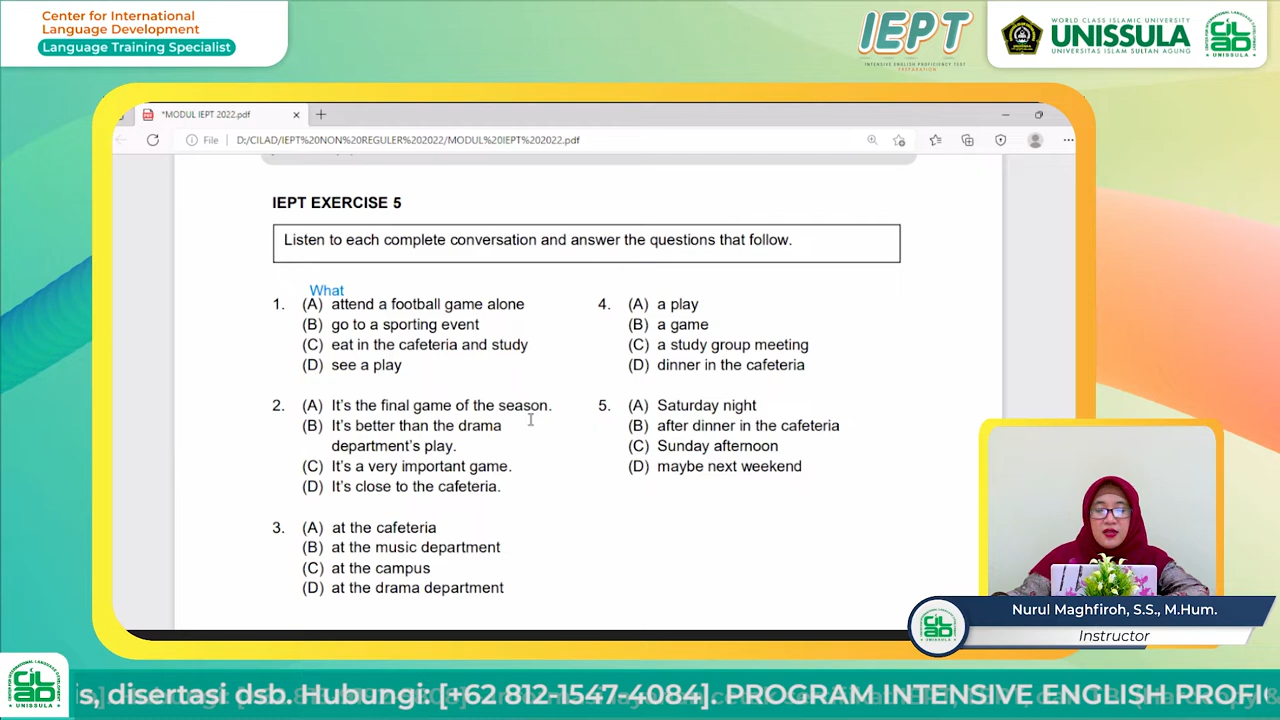 Center for International
Language Development
Language Training Specialist
IEPT
INTENSIVE ENGLISH PROFICIENCY TEST
PREPARATION
WORLD CLASS ISLAMIC UNIVERSITY
UNISSULA
UNIVERSITAS ISLAM SULTAN AGUNG
CILAD
UNISSULA
*MODUL IEPT 2022.pdf
File
D:/CILAD/IEPT%20NON%20REGULER%202022/MODUL%20IEPT%202022.pdf
IEPT EXERCISE 5
Listen to each complete conversation and answer the questions that follow.
What
1. (A) attend a football game alone
(B) go to a sporting event
(C) eat in the cafeteria and study
(D) see a play
2. (A) It's the final game of the season.
(B) It's better than the drama
department's play.
(C) It's a very important game.
(D) It's close to the cafeteria.
3. (A) at the cafeteria
(B) at the music department
(C) at the campus
(D) at the drama department
4. (A) a play
(B) a game
(C) a study group meeting
(D) dinner in the cafeteria
5. (A) Saturday night
(B) after dinner in the cafeteria
(C) Sunday afternoon
(D) maybe next weekend
Nurul Maghfiroh, S.S., M.Hum.
Instructor
s, disertasi dsb. Hubungi: [+62 812-1547-4084]. PROGRAM INTENSIVE ENGLISH PROFIC